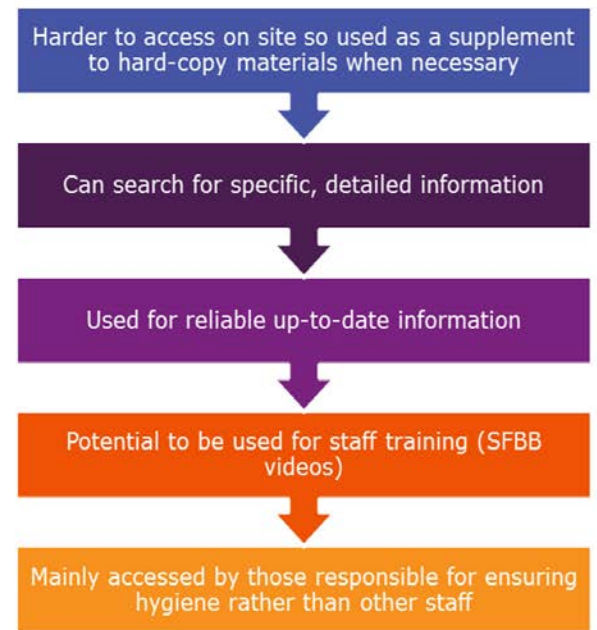 Harder to access on site so used as a supplement
to hard-copy materials when necessary
Can search for specific, detailed information
Used for reliable up-to-date information
Potential to be used for staff training (SFBB
videos)
Mainly accessed by those responsible for ensuring
hygiene rather than other staff